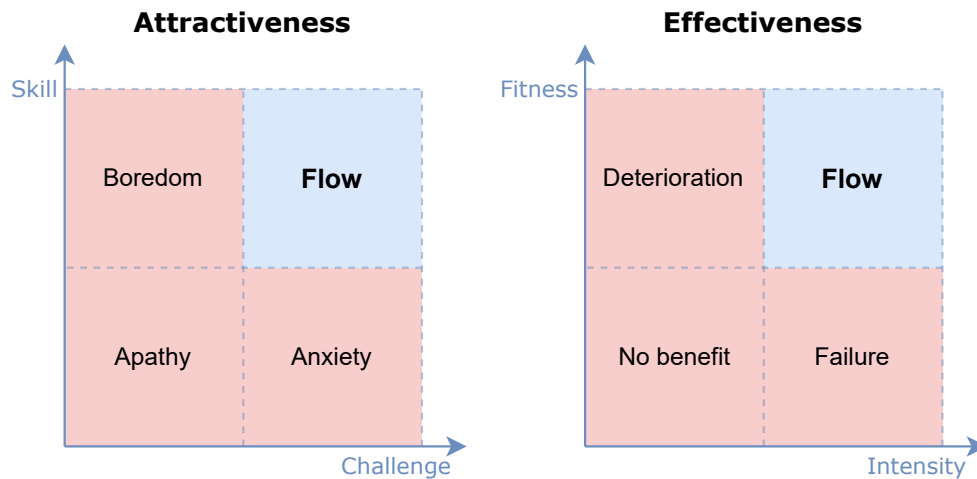 Attractiveness
Skill
Boredom
Flow
Apathy
Anxiety
Challenge
Effectiveness
Fitness
Deterioration
Flow
No benefit
Failure
Intensity